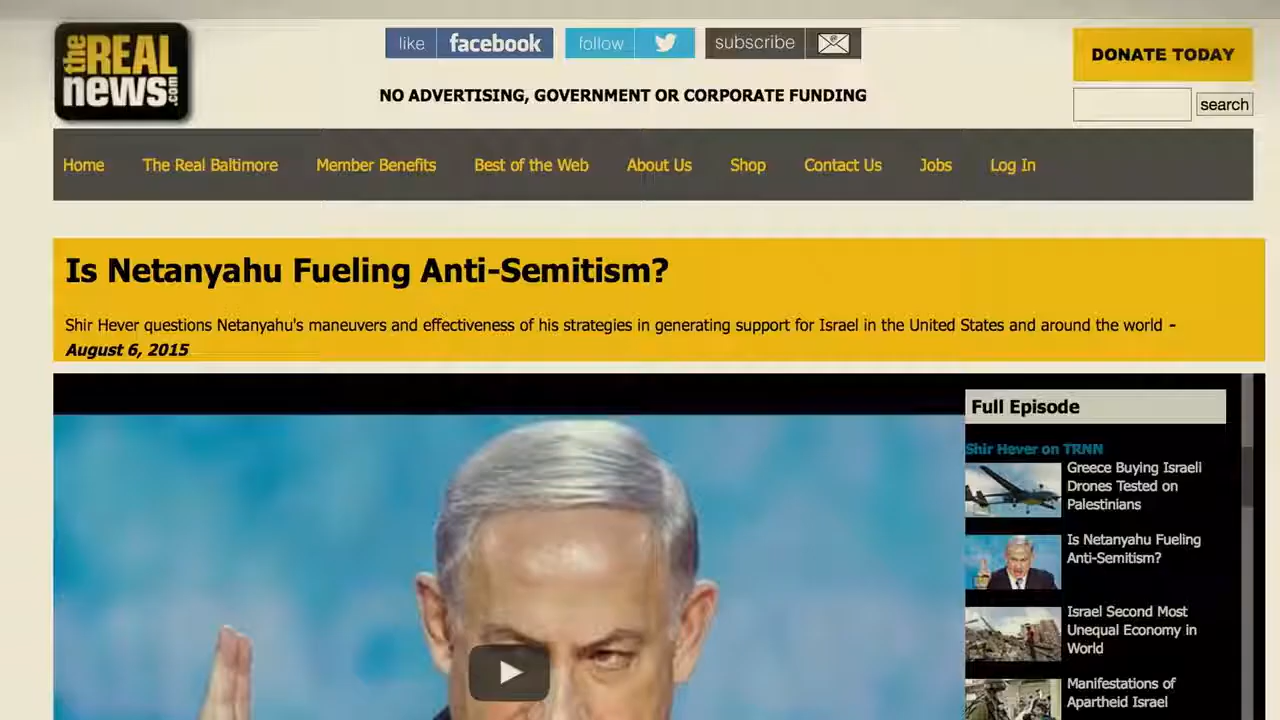 the REAL news.com
like facebook
follow
subscribe
DONATE TODAY
NO ADVERTISING, GOVERNMENT OR CORPORATE FUNDING
search
Home The Real Baltimore Member Benefits Best of the Web About Us Shop Contact Us Jobs Log In
Is Netanyahu Fueling Anti-Semitism?
Shir Hever questions Netanyahu's maneuvers and effectiveness of his strategies in generating support for Israel in the United States and around the world -
August 6, 2015
Full Episode
Shir Hever on TRNN
Greece Buying Israeli
Drones Tested on
Palestinians
Is Netanyahu Fueling
Anti-Semitism?
Israel Second Most
Unequal Economy in
World
Manifestations of
Apartheid Israel